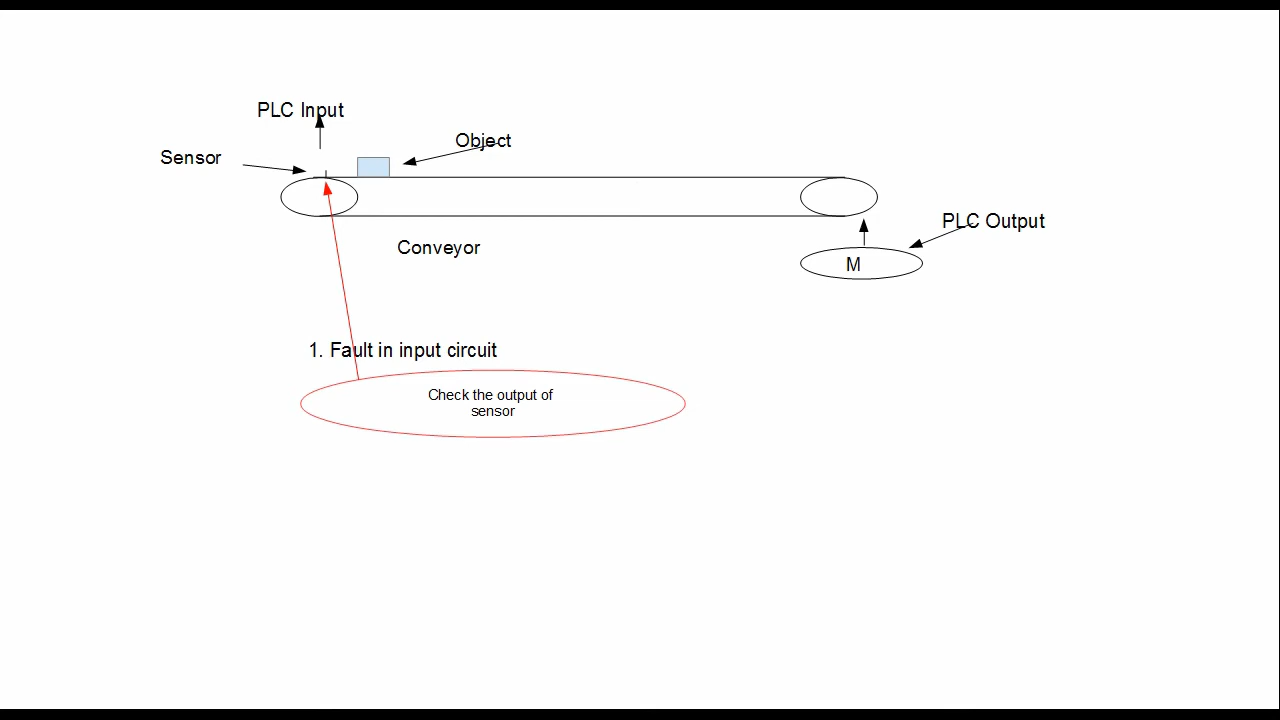 PLC Input
Object
Sensor
PLC Output
Conveyor
M
1. Fault in input circuit
Check the output of
sensor